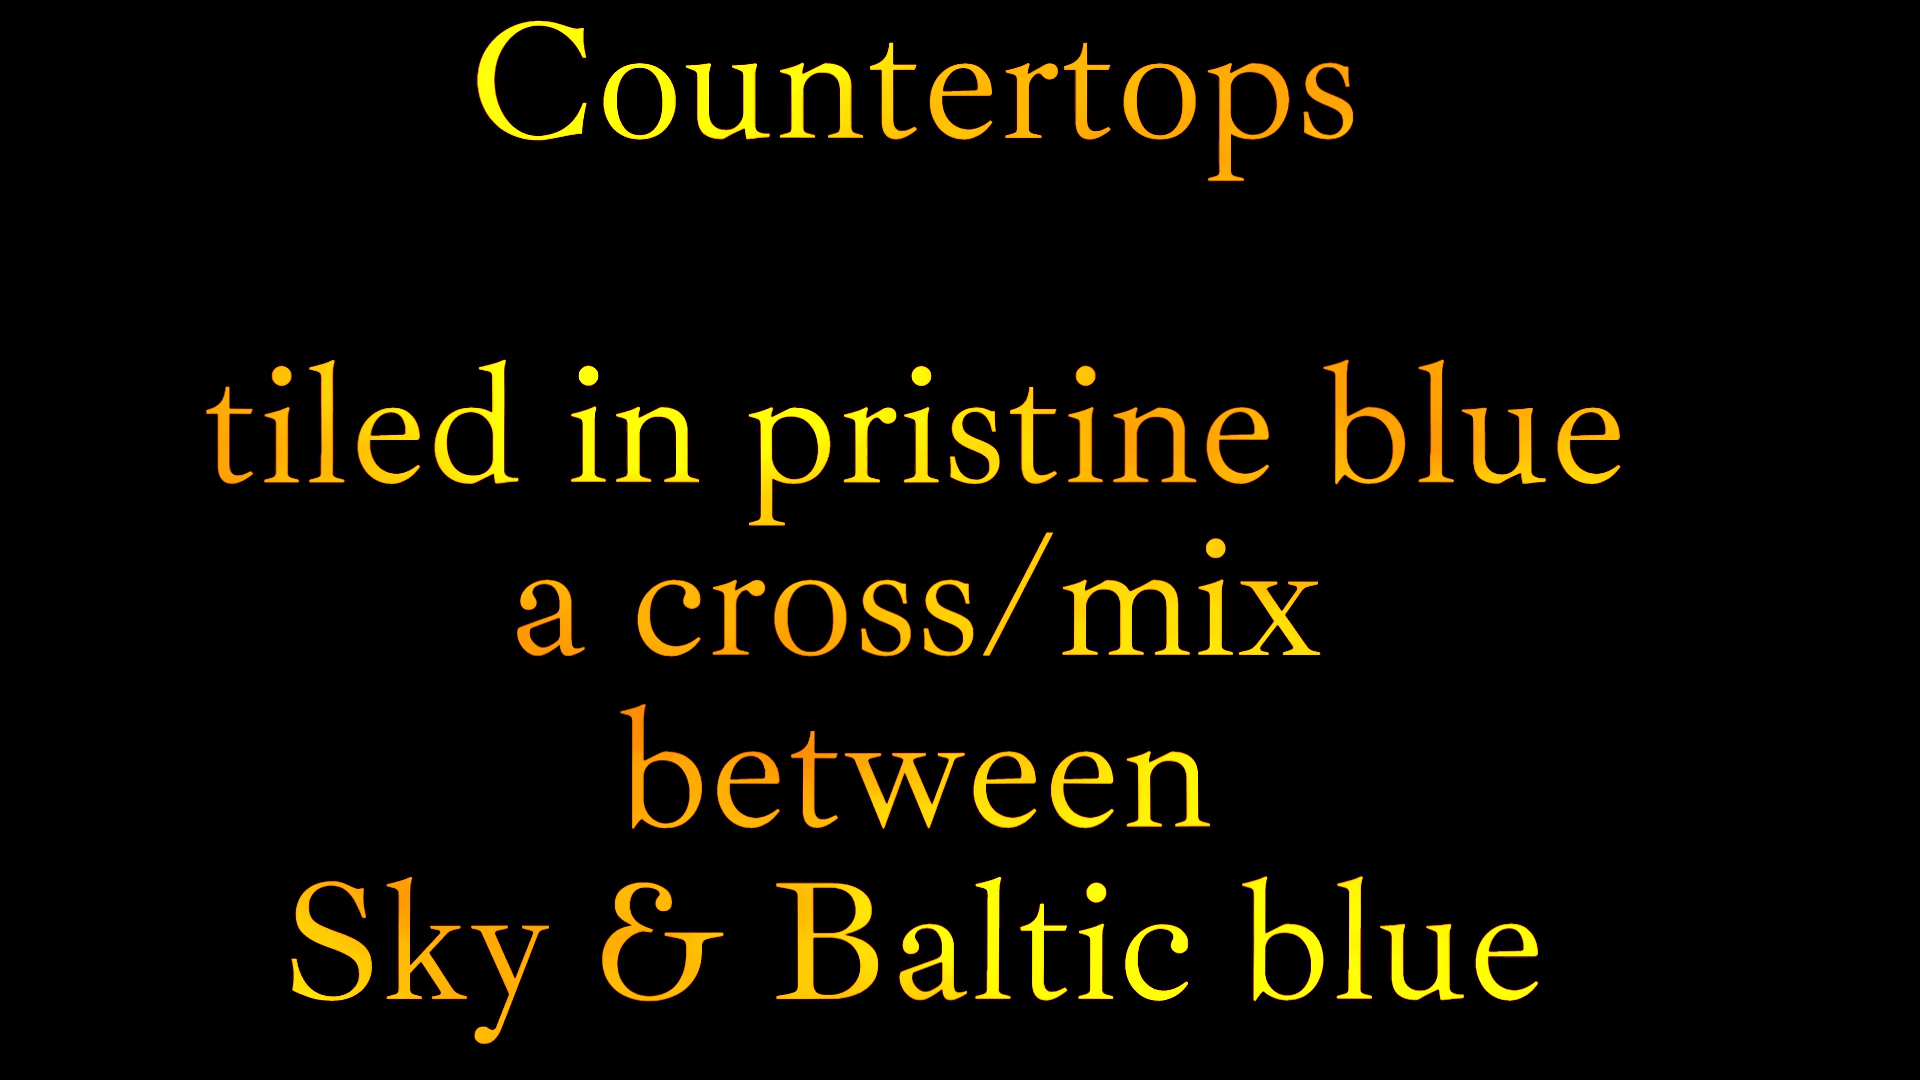 Countertops
tiled in pristine blue
a cross/mix
between
Sky & Baltic blue